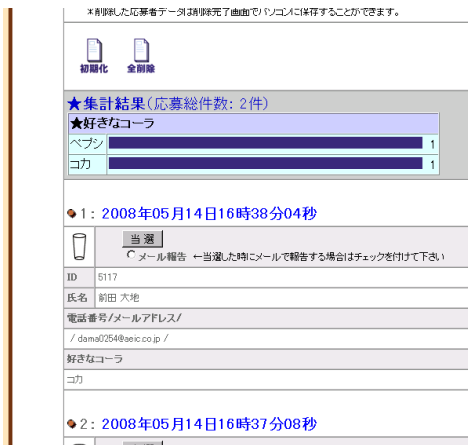 ※削除した応募者データは削除完了画面でパソコンに保存することができます。
初期化 全削除
★集計結果(応募総件数: 2件)
★好きなコーラ
ペプシ 1
コカ 1
1: 2008年05月14日16時38分04秒
当選
メール報告 ←当選した時にメールで報告する場合はチェックを付けて下さい
ID 5117
氏名 前田 大地
電話番号/メールアドレス/
/ dama0254@aeic.co.jp /
好きなコーラ
コカ
2: 2008年05月14日16時37分08秒